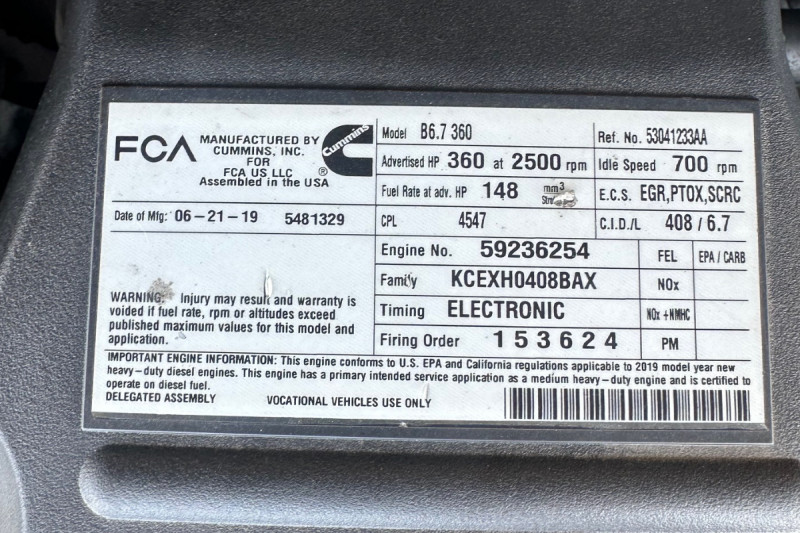 FCA
MANUFACTURED BY
CUMMINS, INC.
FOR
FCA US LLC
Assembled in the USA
Cummins
Date of Mfg: 06-21-19 5481329
WARNING: Injury may result and warranty is
voided if fuel rate, rpm or altitudes exceed
published maximum values for this model and
application.
Model B6.7 360
Ref. No. 53041233AA
Advertised HP 360 at 2500 rpm
Idle Speed 700 rpm
Fuel Rate at adv. HP 148 mm3
E.C.S. EGR,PTOX,SCRC
CPL 4547
C.I.D./L 408 / 6.7
Engine No. 59236254
FEL EPA / CARB
Family KCEXH0408BAX
NOx
Timing ELECTRONIC
NOx +NMHC
Firing Order 153624
PM
IMPORTANT ENGINE INFORMATION: This engine conforms to U.S. EPA and California regulations applicable to 2019 model year new
heavy-duty diesel engines. This engine has a primary intended service application as a medium heavy-duty engine and is certified to
operate on diesel fuel.
DELEGATED ASSEMBLY VOCATIONAL VEHICLES USE ONLY